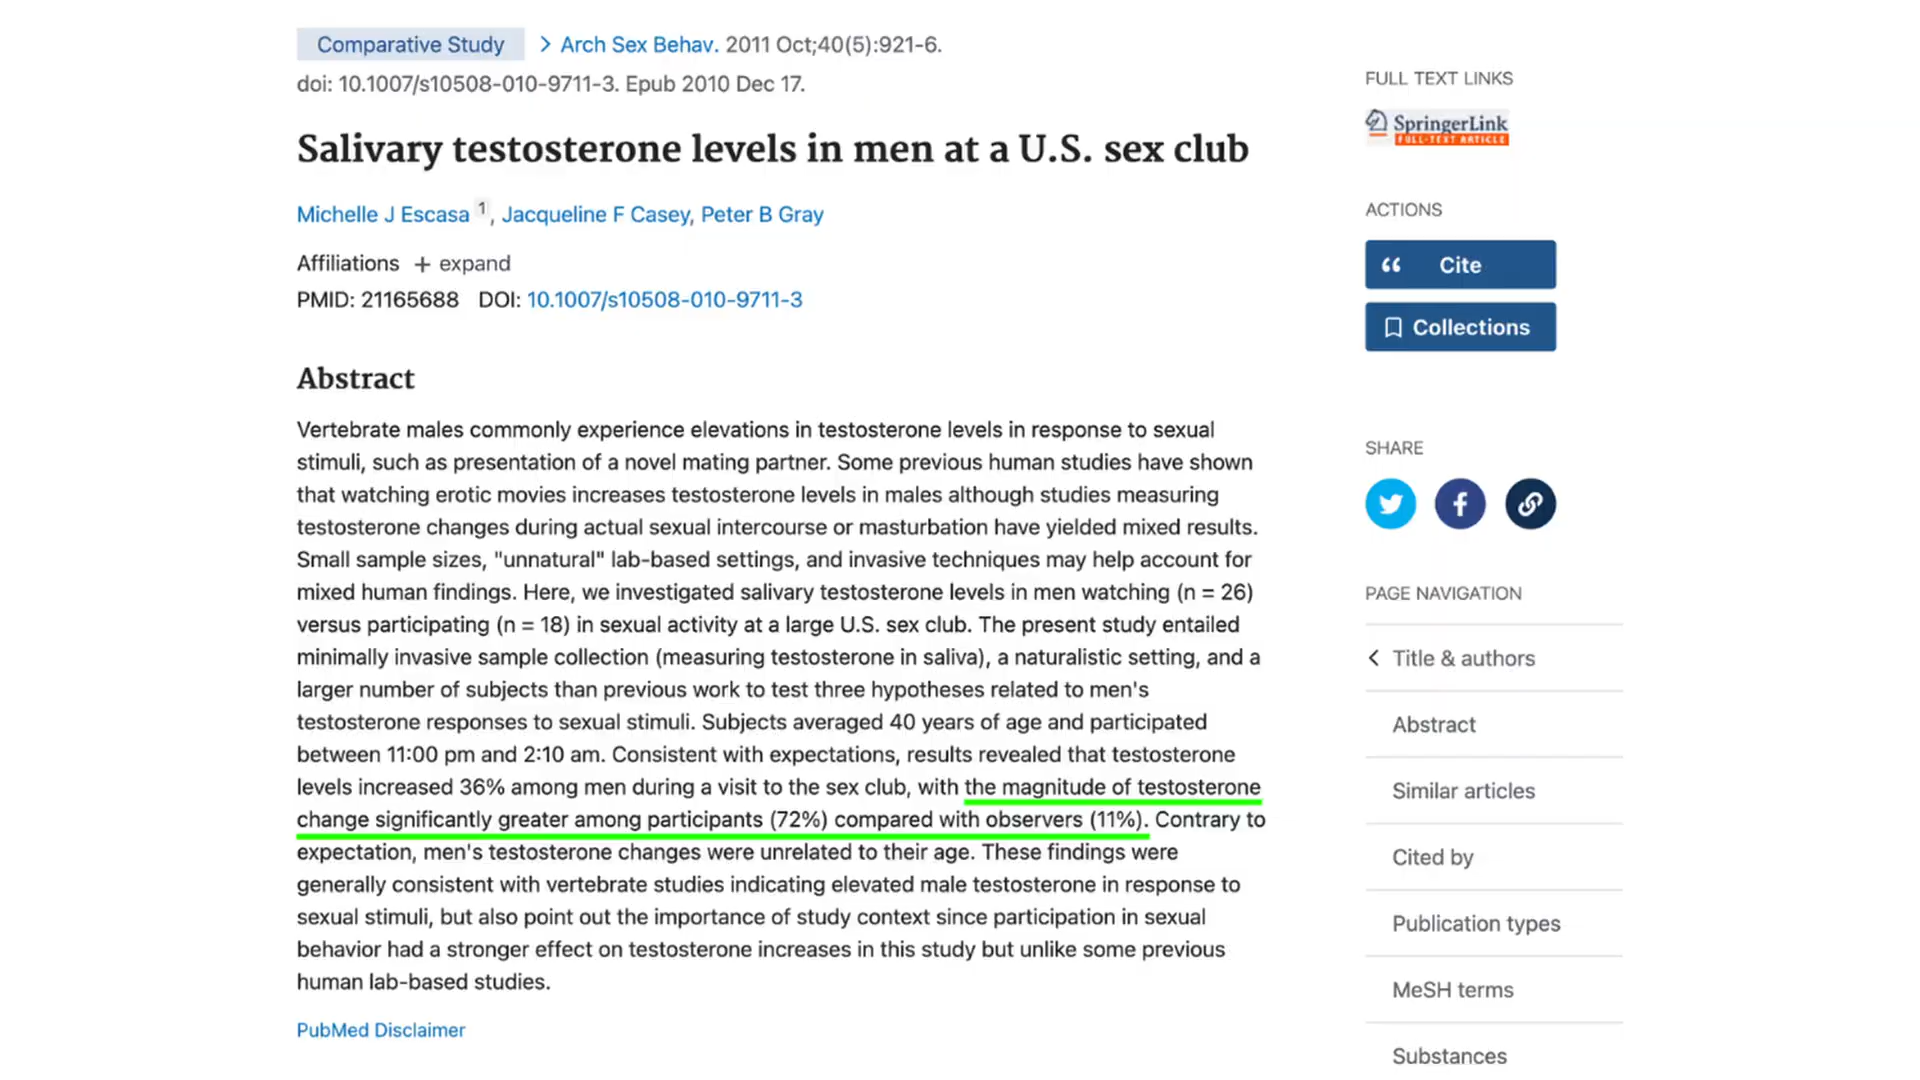 Comparative Study > Arch Sex Behav. 2011 Oct;40(5):921-6.
doi: 10.1007/s10508-010-9711-3. Epub 2010 Dec 17.
Salivary testosterone levels in men at a U.S. sex club
Michelle J Escasa 1, Jacqueline F Casey, Peter B Gray
Affiliations + expand
PMID: 21165688 DOI: 10.1007/s10508-010-9711-3
Abstract
Vertebrate males commonly experience elevations in testosterone levels in response to sexual
stimuli, such as presentation of a novel mating partner. Some previous human studies have shown
that watching erotic movies increases testosterone levels in males although studies measuring
testosterone changes during actual sexual intercourse or masturbation have yielded mixed results.
Small sample sizes, "unnatural" lab-based settings, and invasive techniques may help account for
mixed human findings. Here, we investigated salivary testosterone levels in men watching (n = 26)
versus participating (n = 18) in sexual activity at a large U.S. sex club. The present study entailed
minimally invasive sample collection (measuring testosterone in saliva), a naturalistic setting, and a
larger number of subjects than previous work to test three hypotheses related to men's
testosterone responses to sexual stimuli. Subjects averaged 40 years of age and participated
between 11:00 pm and 2:10 am. Consistent with expectations, results revealed that testosterone
levels increased 36% among men during a visit to the sex club, with the magnitude of testosterone
change significantly greater among participants (72%) compared with observers (11%). Contrary to
expectation, men's testosterone changes were unrelated to their age. These findings were
generally consistent with vertebrate studies indicating elevated male testosterone in response to
sexual stimuli, but also point out the importance of study context since participation in sexual
behavior had a stronger effect on testosterone increases in this study but unlike some previous
human lab-based studies.
PubMed Disclaimer
FULL TEXT LINKS
SpringerLink
FULL-TEXT ARTICLE
ACTIONS
Cite
Collections
SHARE
PAGE NAVIGATION
Title & authors
Abstract
Similar articles
Cited by
Publication types
MeSH terms
Substances